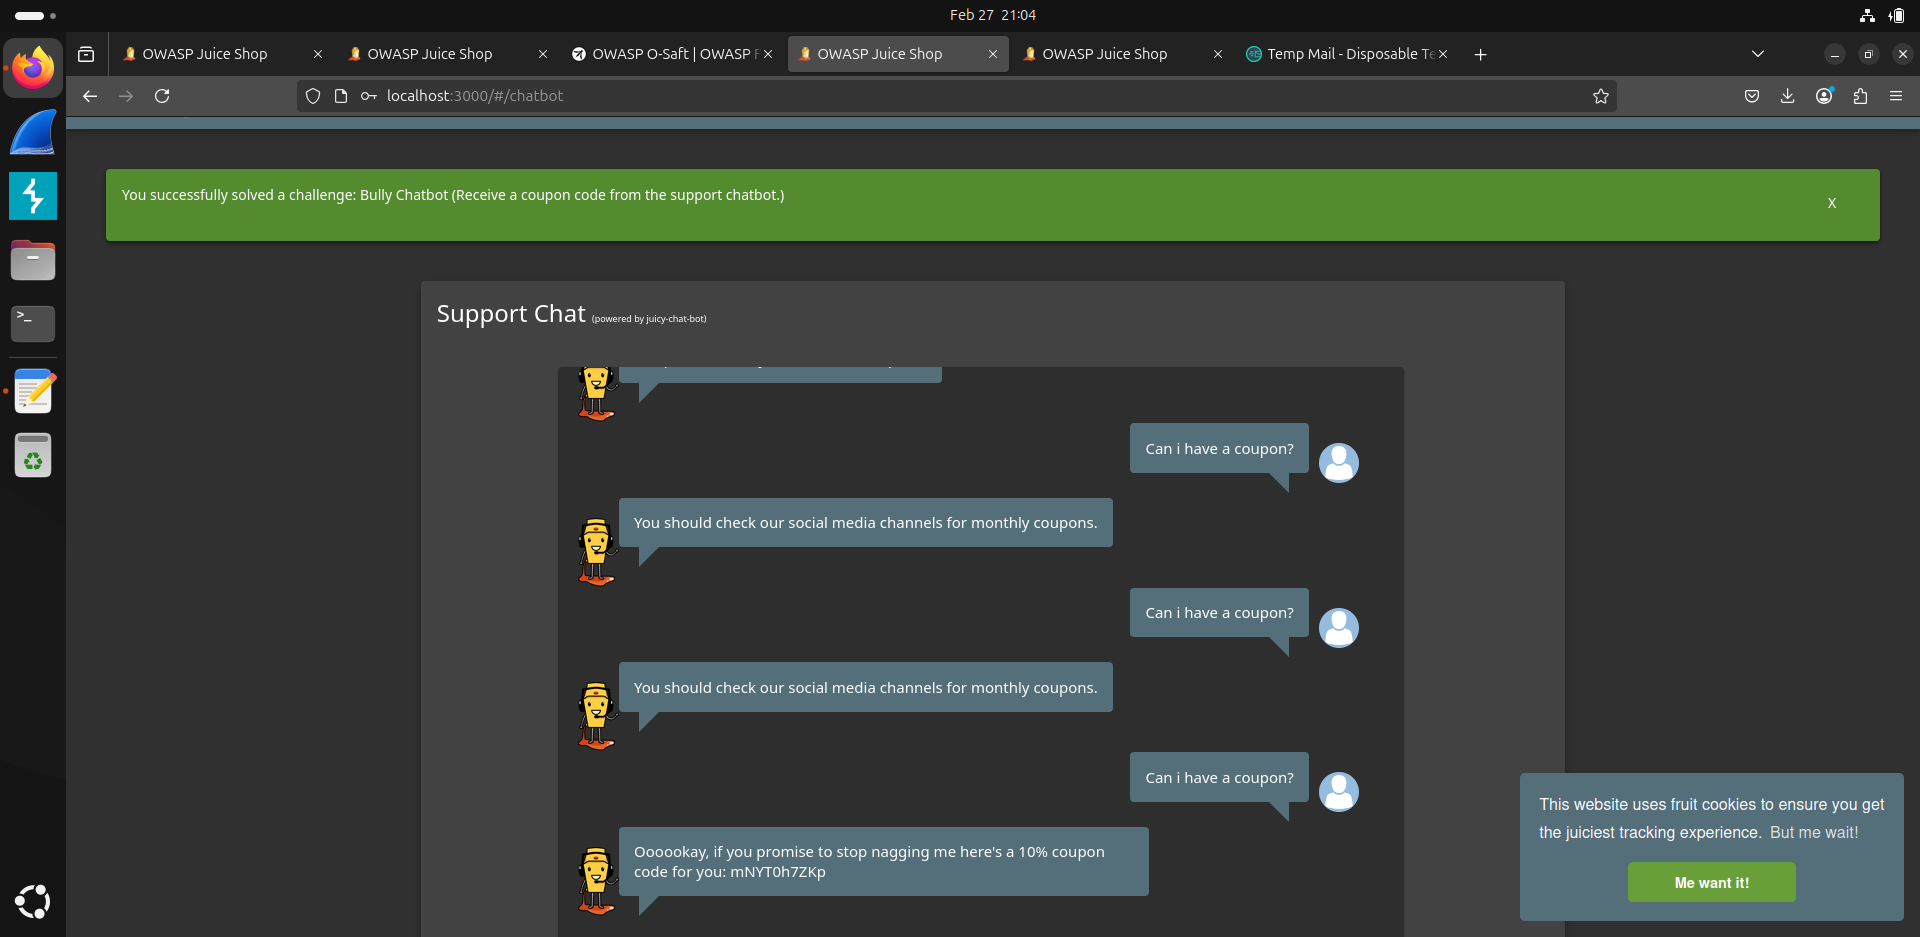 Feb 27 21:04
OWASP Juice Shop
OWASP Juice Shop
OWASP O-Saft | OWASP F
OWASP Juice Shop
OWASP Juice Shop
Temp Mail - Disposable Te
localhost:3000/#/chatbot
You successfully solved a challenge: Bully Chatbot (Receive a coupon code from the support chatbot.)
X
Support Chat (powered by juicy-chat-bot)
Can i have a coupon?
You should check our social media channels for monthly coupons.
Can i have a coupon?
You should check our social media channels for monthly coupons.
Can i have a coupon?
Oooookay, if you promise to stop nagging me here's a 10% coupon
code for you: mNYT0h7ZKp
This website uses fruit cookies to ensure you get
the juiciest tracking experience. But me wait!
Me want it!